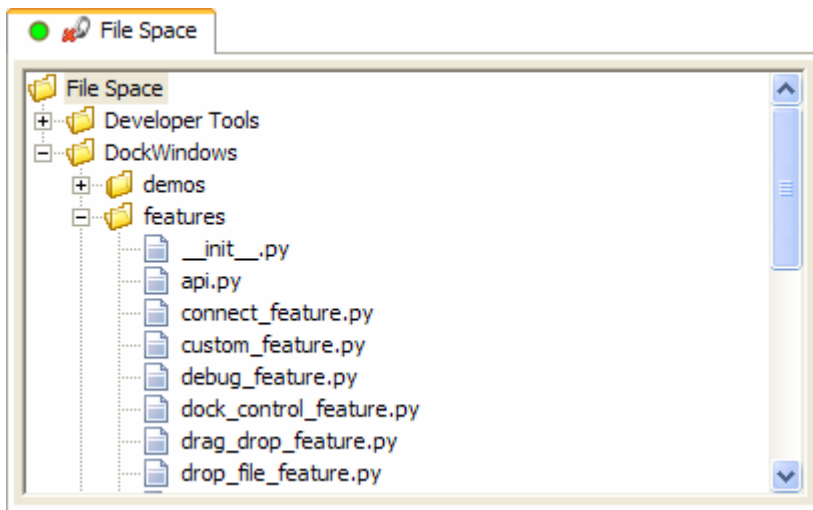 File Space
File Space
Developer Tools
DockWindows
demos
features
__init__.py
api.py
connect_feature.py
custom_feature.py
debug_feature.py
dock_control_feature.py
drag_drop_feature.py
drop_file_feature.py